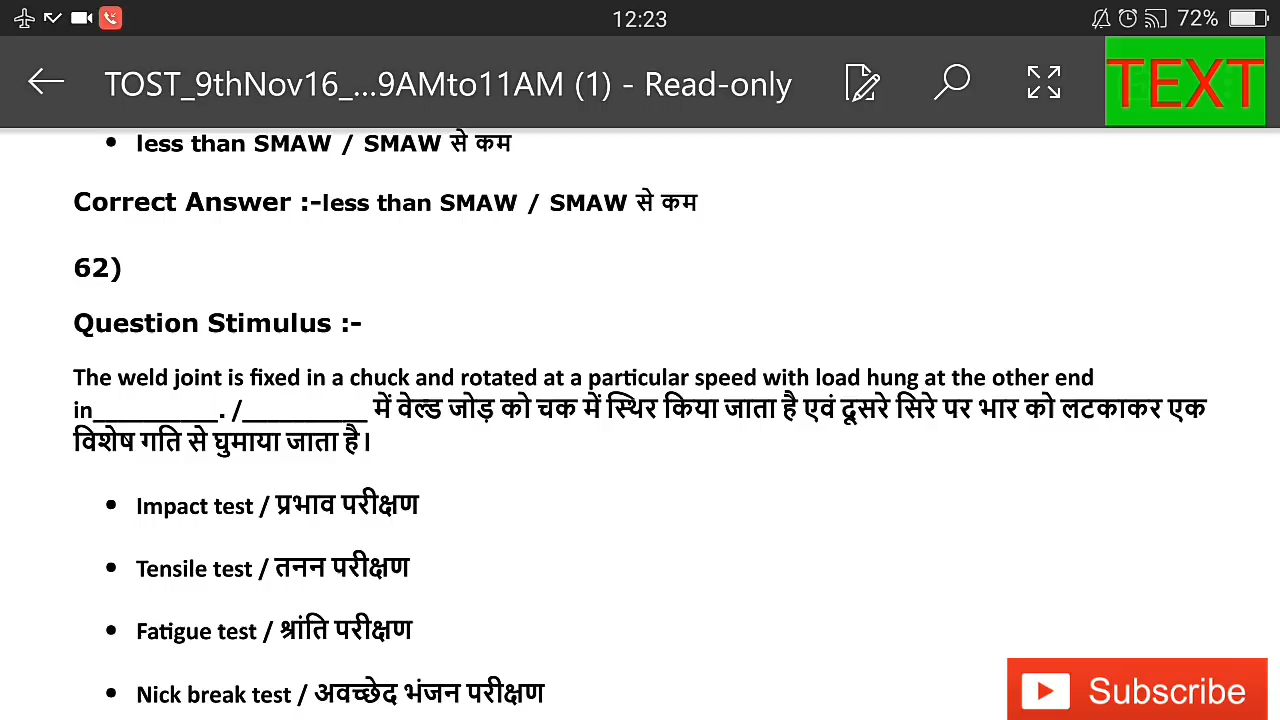 12:23
72%
TOST_9thNov16_...9AMto11AM (1) - Read-only
TEXT
• less than SMAW / SMAW से कम
Correct Answer :-less than SMAW / SMAW से कम
62)
Question Stimulus :-
The weld joint is fixed in a chuck and rotated at a particular speed with load hung at the other end
in__________. /__________ में वेल्ड जोड़ को चक में स्थिर किया जाता है एवं दूसरे सिरे पर भार को लटकाकर एक
विशेष गति से घुमाया जाता है।
• Impact test / प्रभाव परीक्षण
• Tensile test / तनन परीक्षण
• Fatigue test / श्रांति परीक्षण
• Nick break test / अवच्छेद भंजन परीक्षण
Subscribe